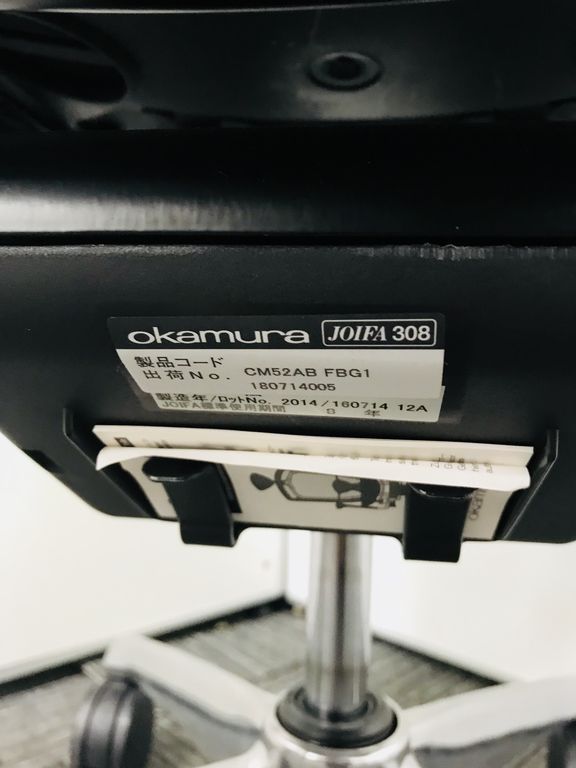 okamura JOIFA 308
製品コード CM52AB FBG1
出荷No. 180714005
製造年/ロットNo. 2014/160714 12A
JOIFA標準使用期間 8 年